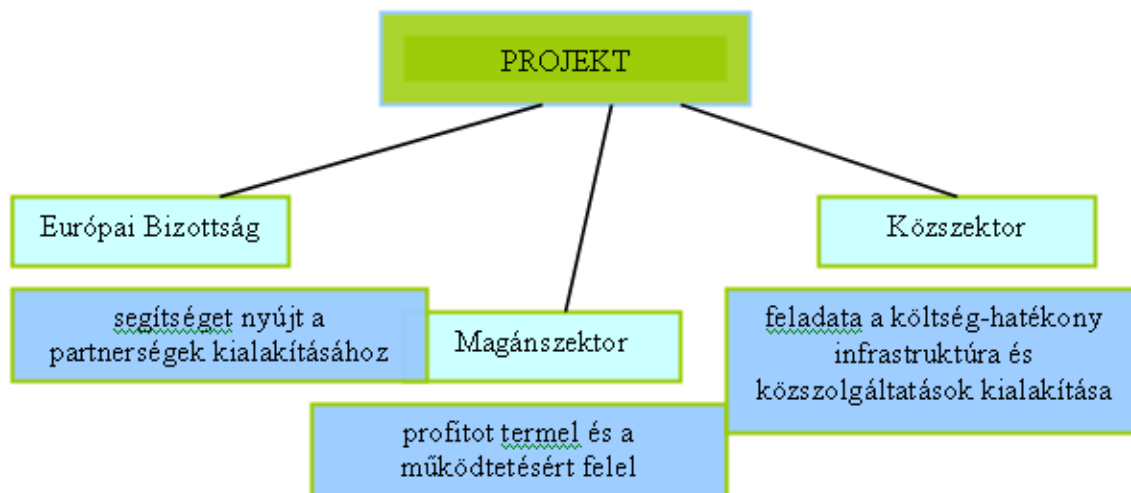 PROJEKT
Európai Bizottság
segítséget nyújt a
partnerségek kialakításához
Magánszektor
profitot termel és a
működtetésért felel
Közszektor
feladata a költség-hatékony
infrastruktúra és
közszolgáltatások kialakítása